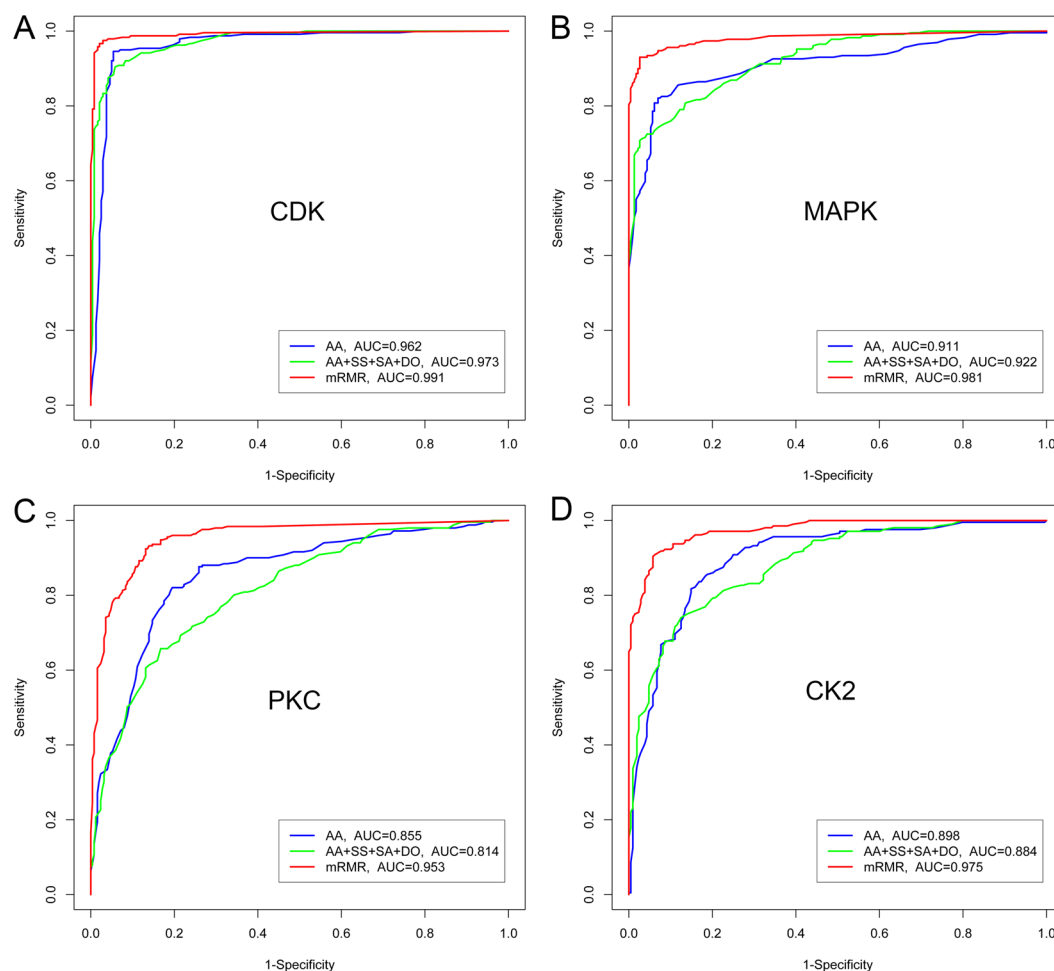 A
Sensitivity
0.0 0.2 0.4 0.6 0.8 1.0
CDK
AA, AUC=0.962
AA+SS+SA+DO, AUC=0.973
mRMR, AUC=0.991
0.0 0.2 0.4 0.6 0.8 1.0
1-Specificity
B
Sensitivity
0.0 0.2 0.4 0.6 0.8 1.0
MAPK
AA, AUC=0.911
AA+SS+SA+DO, AUC=0.922
mRMR, AUC=0.981
0.0 0.2 0.4 0.6 0.8 1.0
1-Specificity
C
Sensitivity
0.0 0.2 0.4 0.6 0.8 1.0
PKC
AA, AUC=0.855
AA+SS+SA+DO, AUC=0.814
mRMR, AUC=0.953
0.0 0.2 0.4 0.6 0.8 1.0
1-Specificity
D
Sensitivity
0.0 0.2 0.4 0.6 0.8 1.0
CK2
AA, AUC=0.898
AA+SS+SA+DO, AUC=0.884
mRMR, AUC=0.975
0.0 0.2 0.4 0.6 0.8 1.0
1-Specificity